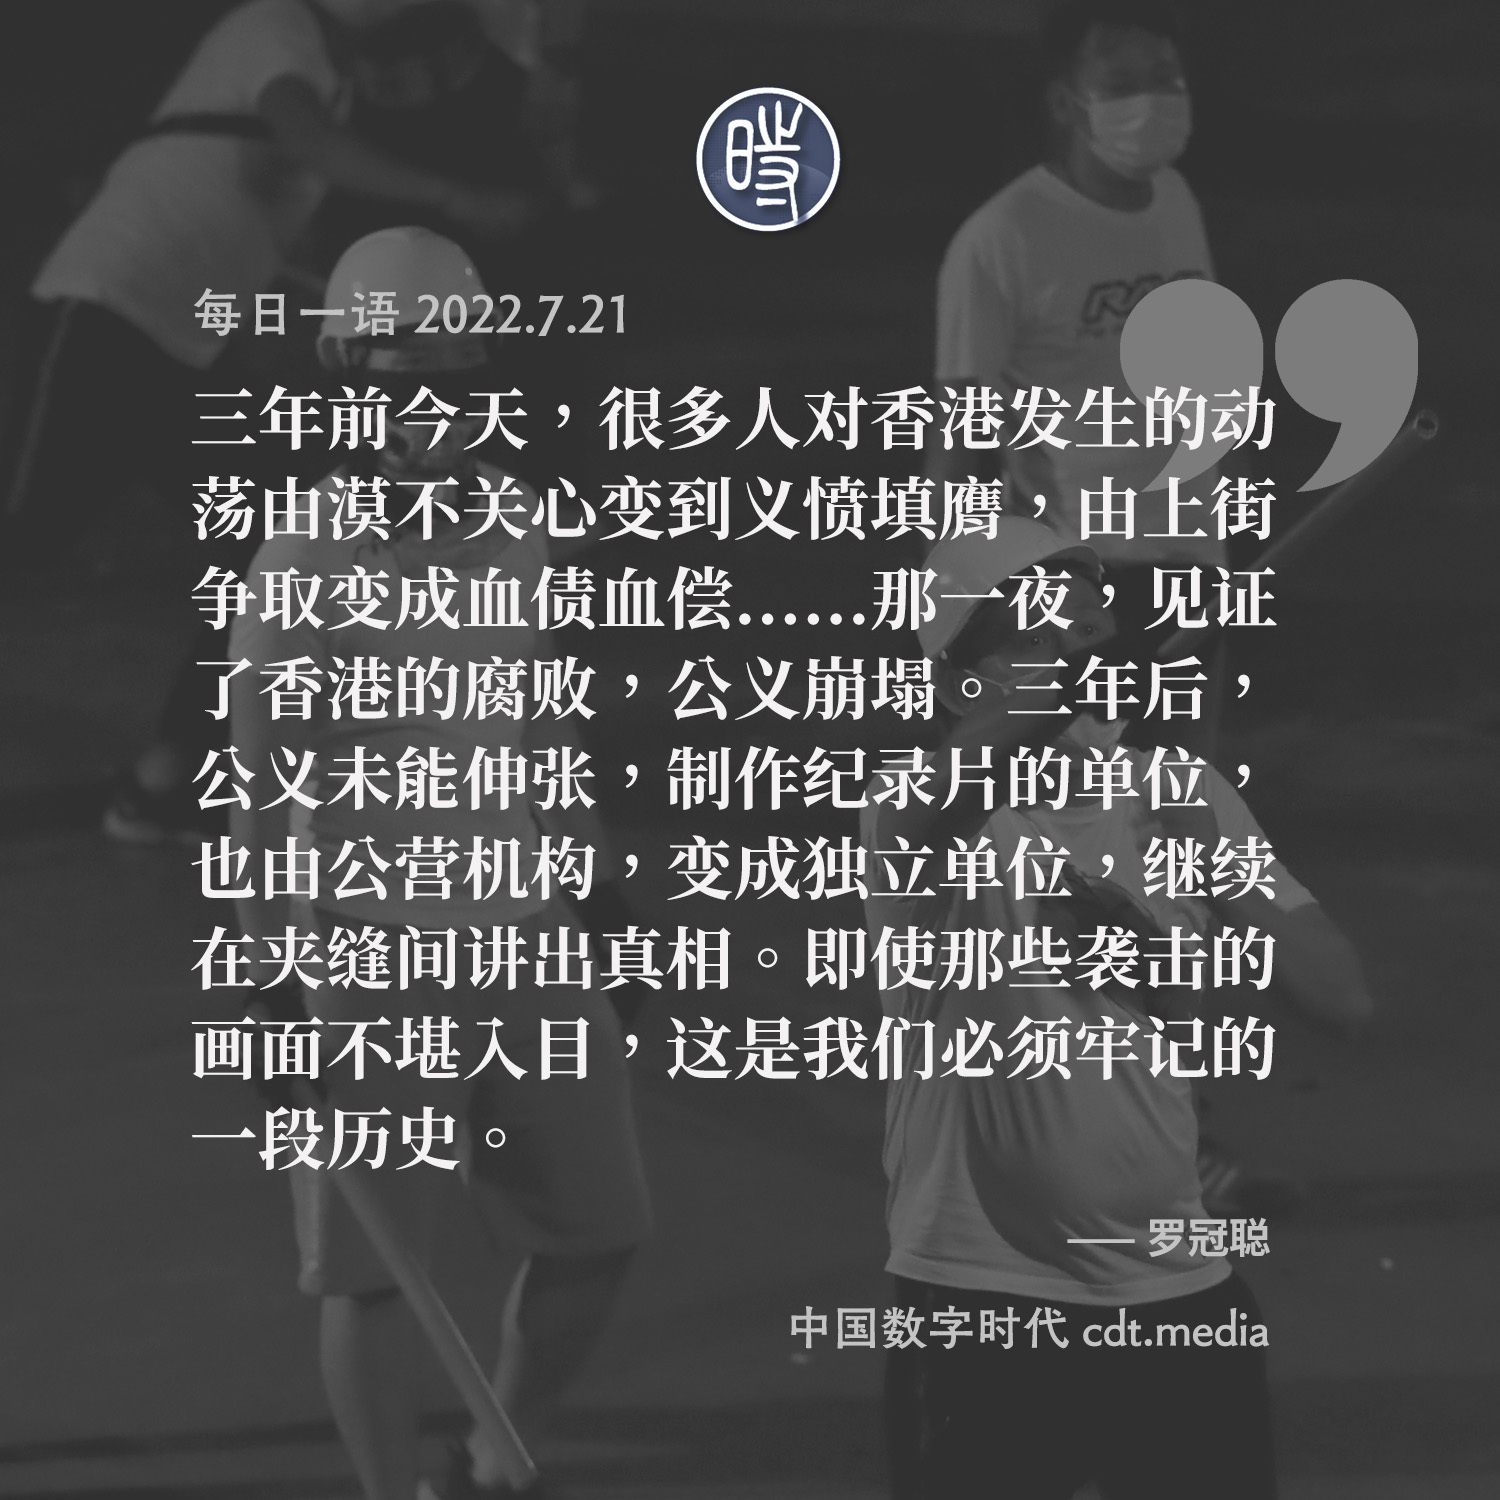 時
每日一语 2022.7.21
三年前今天，很多人对香港发生的动
荡由漠不关心变到义愤填膺，由上街
争取变成血债血偿……那一夜，见证
了香港的腐败，公义崩塌。三年后，
公义未能伸张，制作纪录片的单位，
也由公营机构，变成独立单位，继续
在夹缝间讲出真相。即使那些袭击的
画面不堪入目，这是我们必须牢记的
一段历史。
—— 罗冠聪
中国数字时代 cdt.media